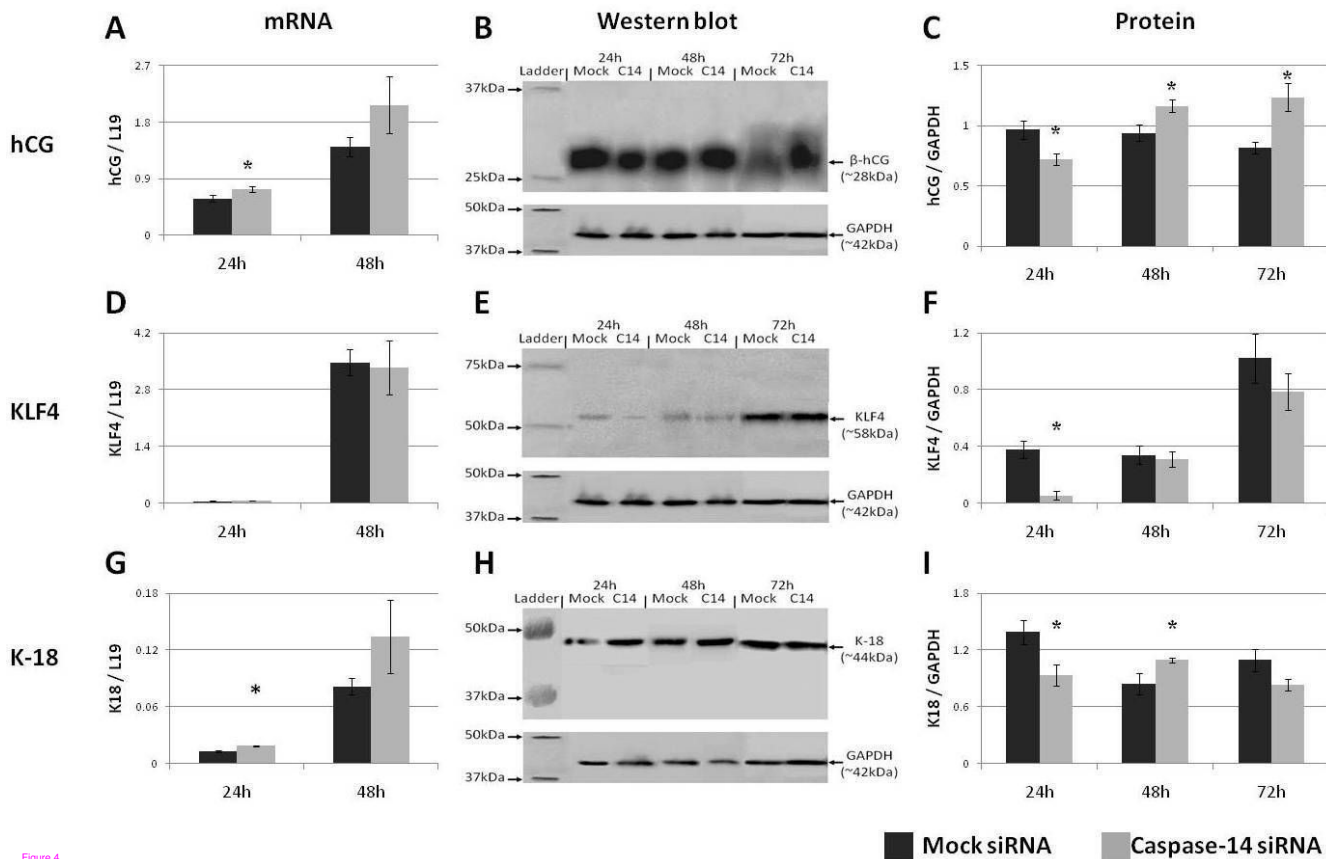 A mRNA B Western blot C Protein
hCG
hCG / L19
2.7
1.8
0.9
0
*
24h 48h
24h 48h 72h
Ladder Mock C14 Mock C14 Mock C14
37kDa
25kDa
50kDa
37kDa
β-hCG
(~28kDa)
GAPDH
(~42kDa)
hCG / GAPDH
1.5
1
0.5
0
* * *
24h 48h 72h
D E F
KLF4
KLF4 / L19
4.2
2.8
1.4
0
24h 48h
24h 48h 72h
Ladder Mock C14 Mock C14 Mock C14
75kDa
50kDa
50kDa
37kDa
KLF4
(~58kDa)
GAPDH
(~42kDa)
KLF4 / GAPDH
1.2
0.8
0.4
0
*
24h 48h 72h
G H I
K-18
K18 / L19
0.18
0.12
0.06
0
*
24h 48h
24h 48h 72h
Ladder Mock C14 Mock C14 Mock C14
50kDa
37kDa
50kDa
37kDa
K-18
(~44kDa)
GAPDH
(~42kDa)
K18 / GAPDH
1.8
1.2
0.6
0
* *
24h 48h 72h
Mock siRNA Caspase-14 siRNA
Figure 4